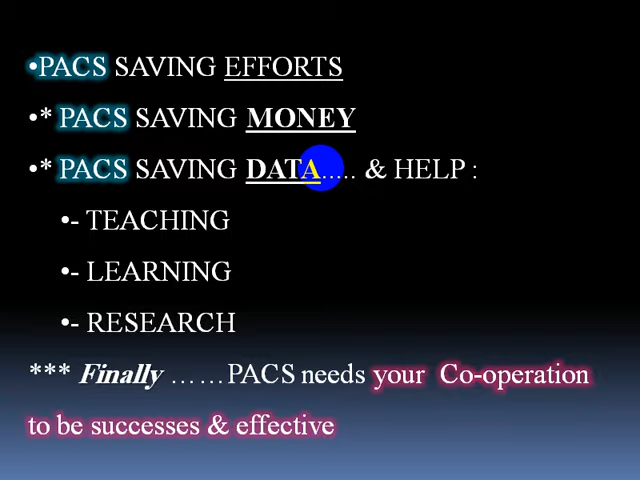 •PACS SAVING EFFORTS
•* PACS SAVING MONEY
•* PACS SAVING DATA..... & HELP :
•- TEACHING
•- LEARNING
•- RESEARCH
*** Finally ……PACS needs your Co-operation
to be successes & effective